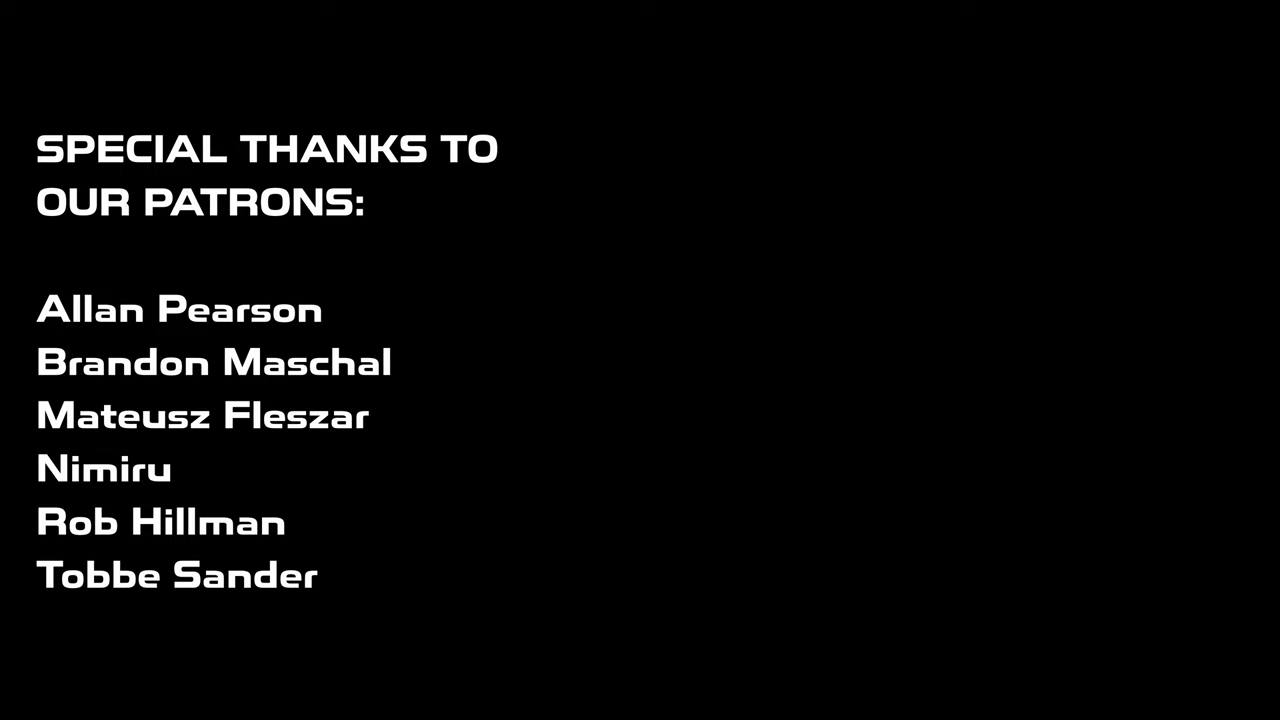 SPECIAL THANKS TO
OUR PATRONS:
Allan Pearson
Brandon Maschal
Mateusz Fleszar
Nimiru
Rob Hillman
Tobbe Sander